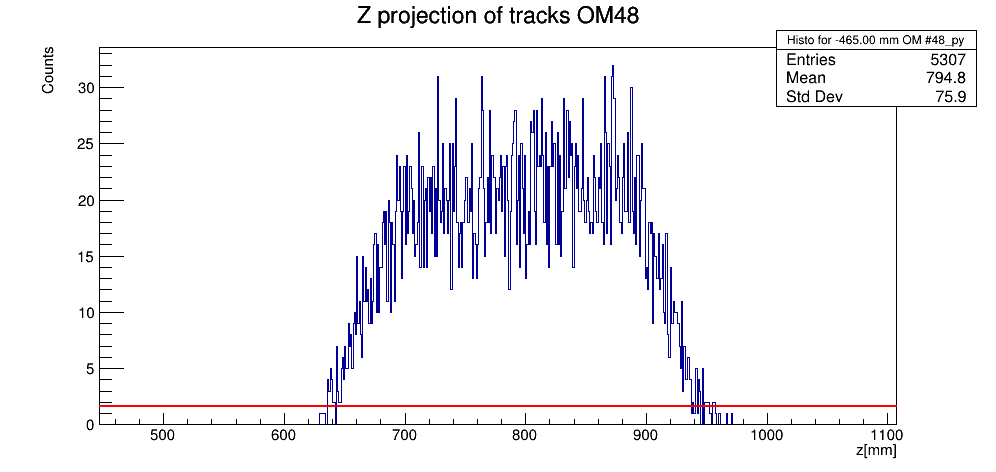 Z projection of tracks OM48
Histo for -465.00 mm OM #48_py
Entries 5307
Mean 794.8
Std Dev 75.9
Counts
30
25
20
15
10
5
0
500 600 700 800 900 1000 1100
z[mm]